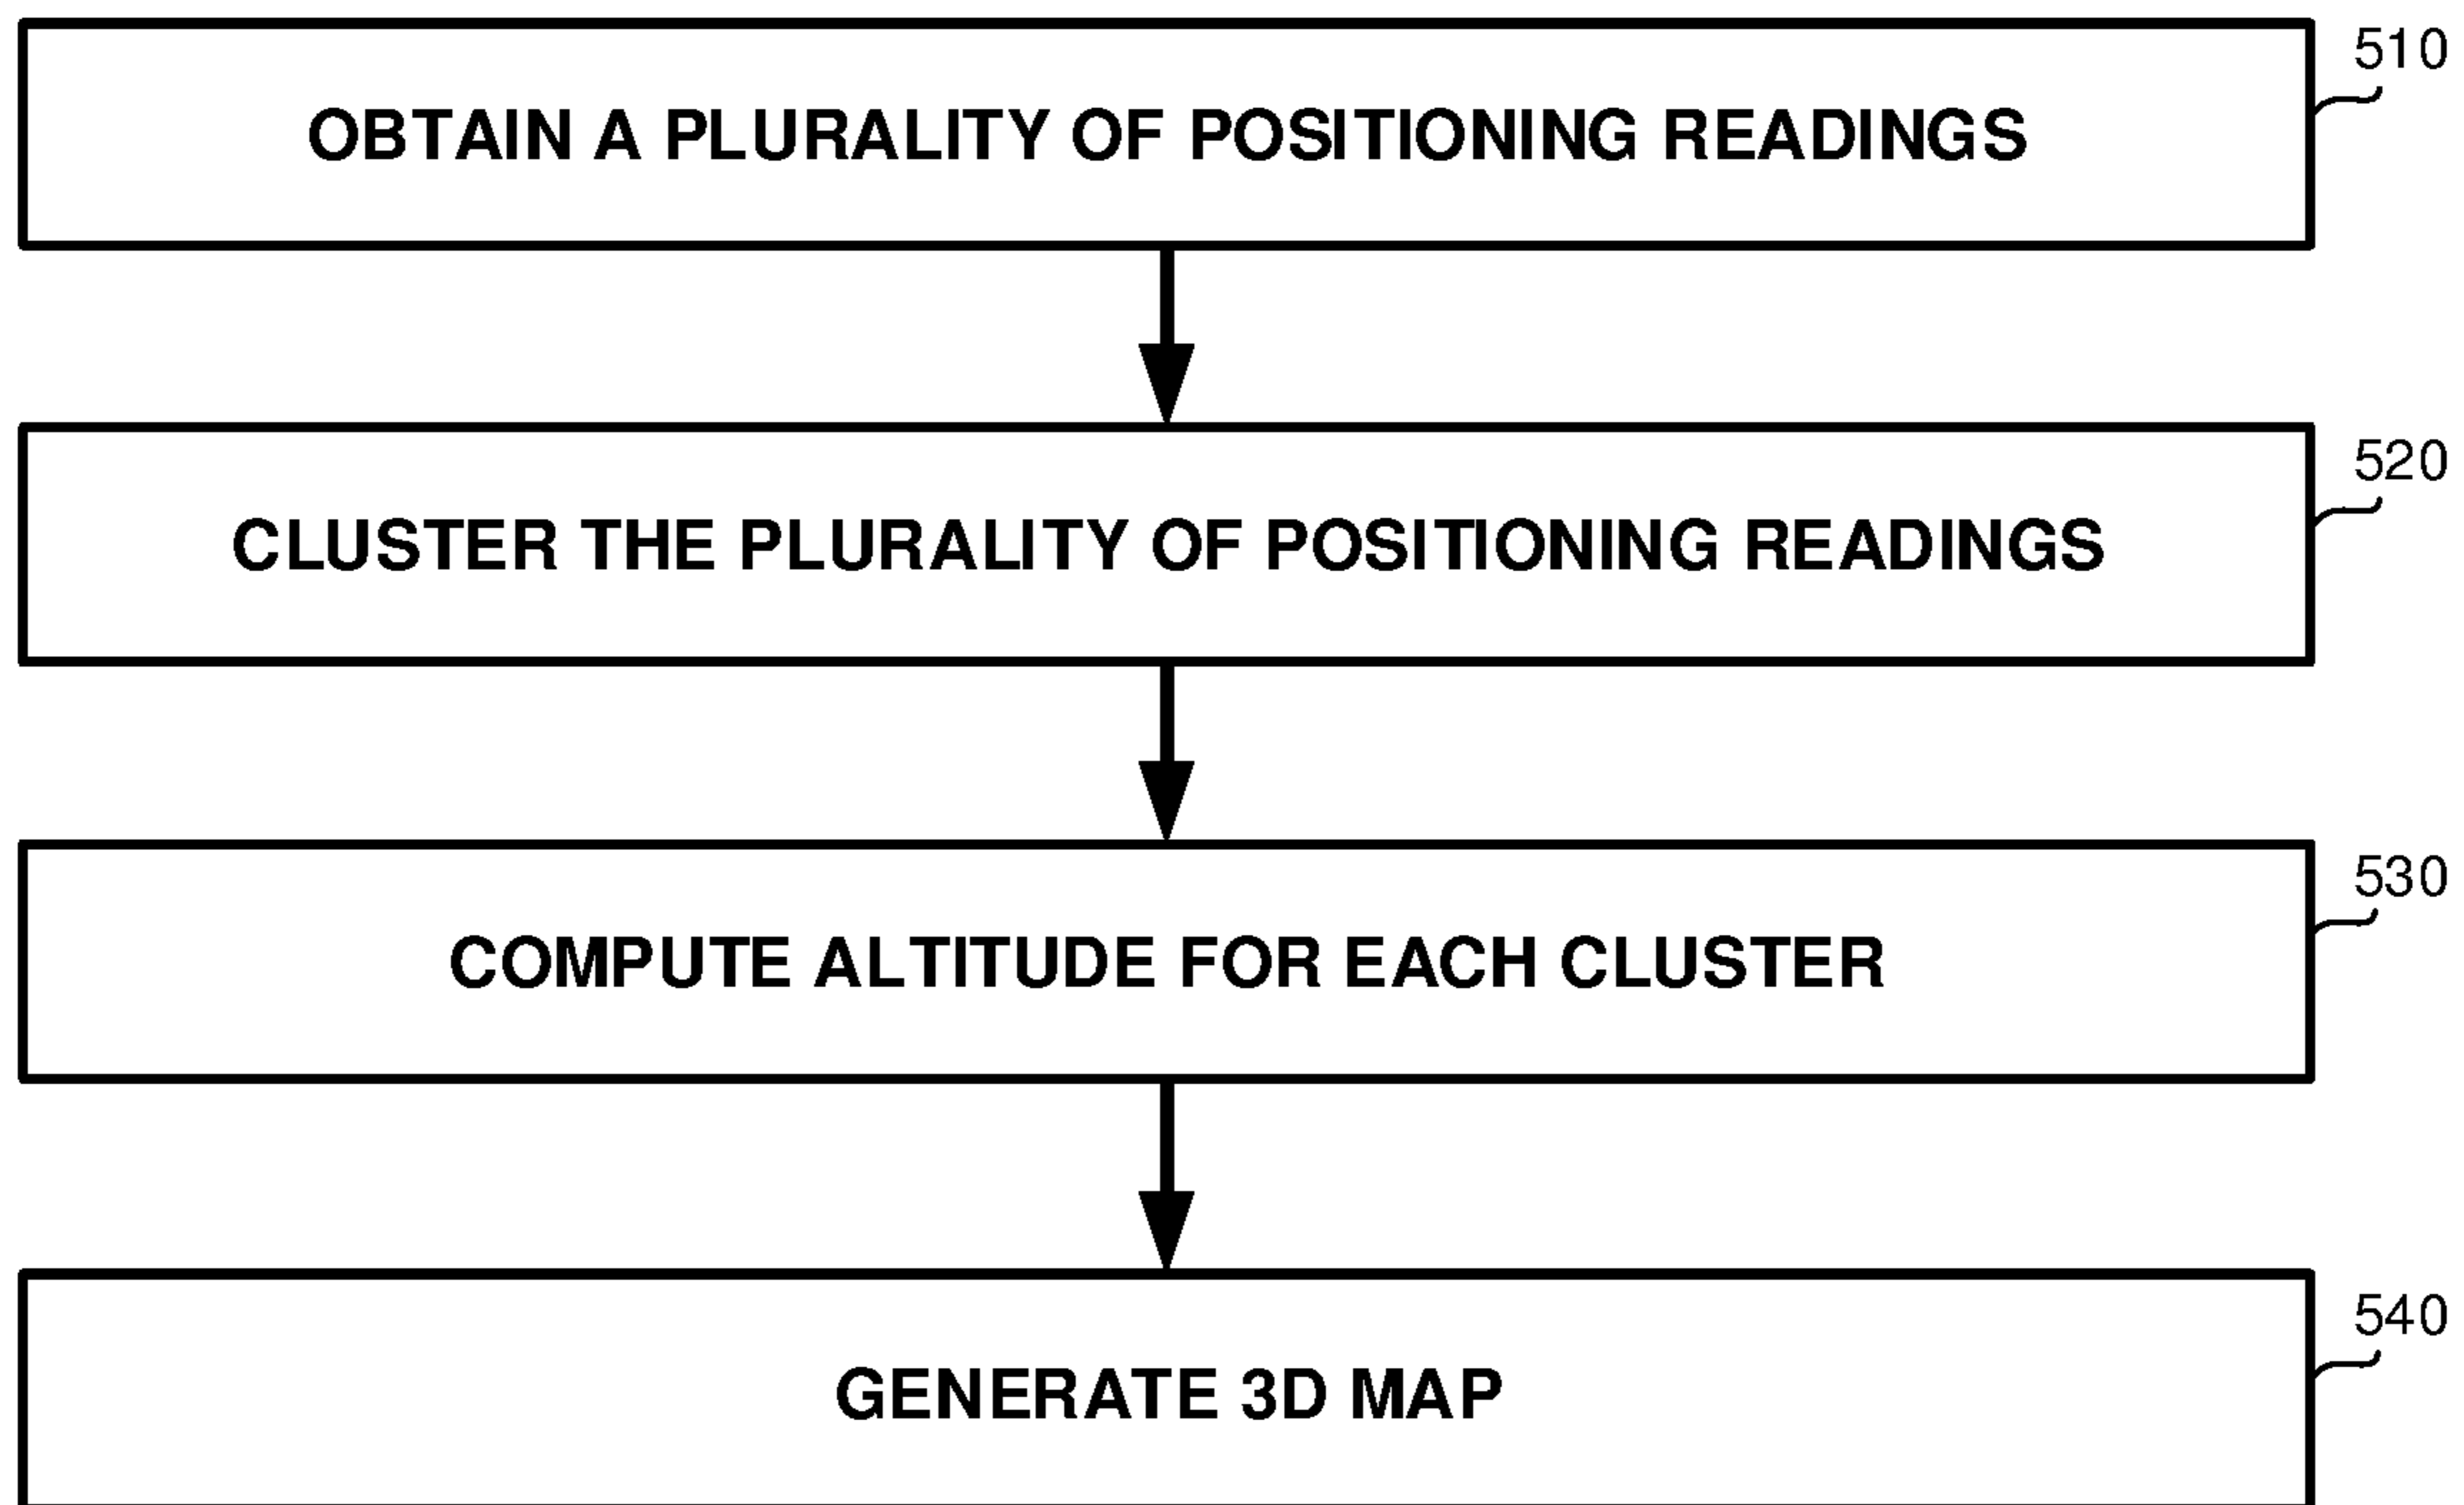 510
OBTAIN A PLURALITY OF POSITIONING READINGS
520
CLUSTER THE PLURALITY OF POSITIONING READINGS
530
COMPUTE ALTITUDE FOR EACH CLUSTER
540
GENERATE 3D MAP